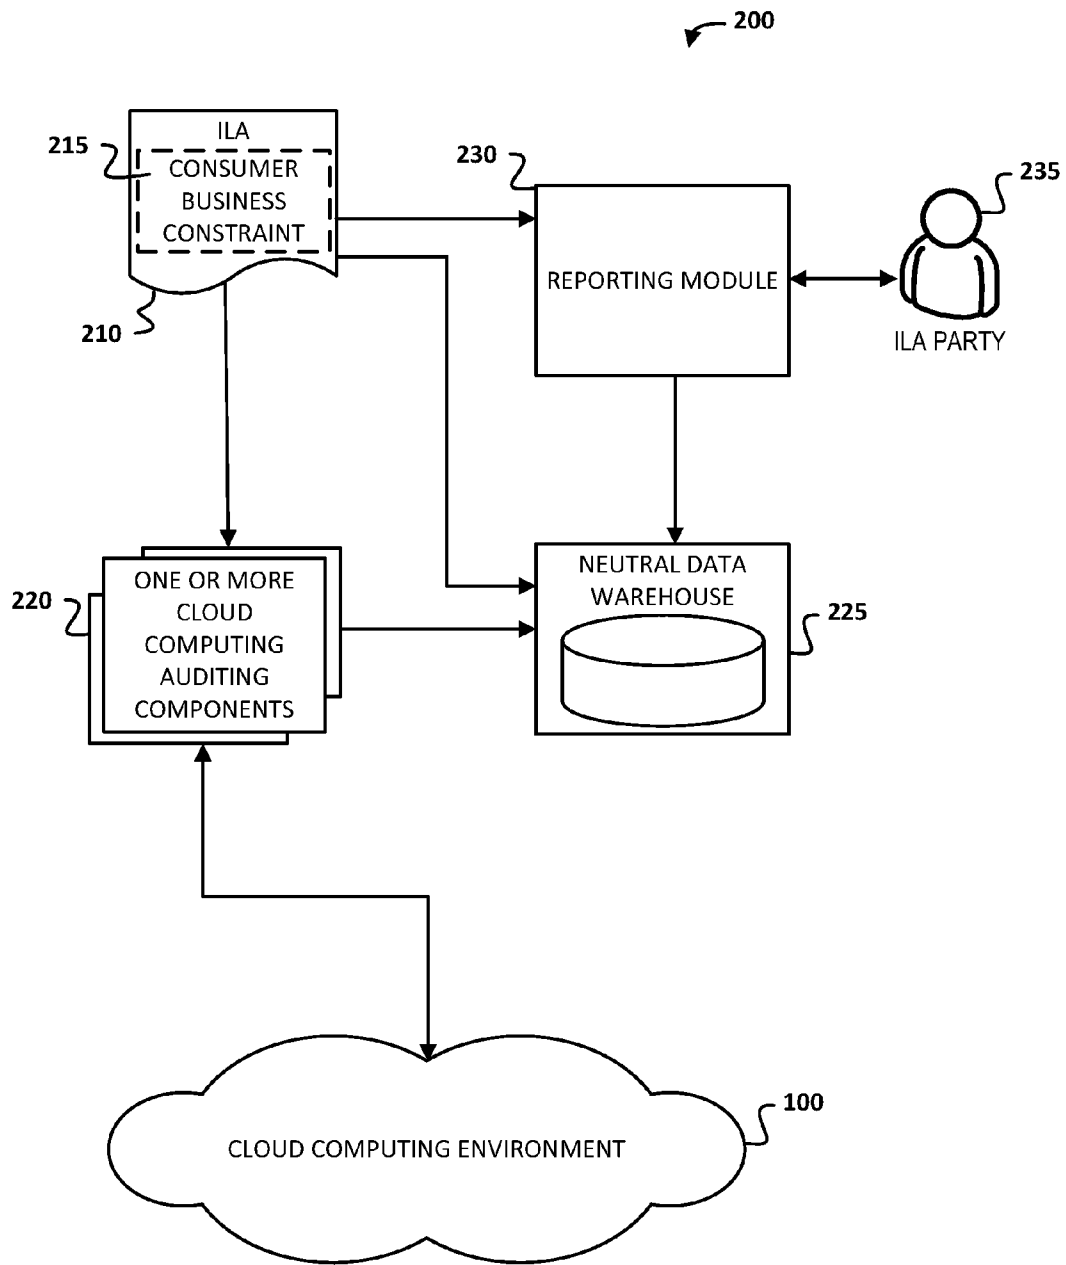 200
ILA
215
CONSUMER
BUSINESS
CONSTRAINT
210
230
REPORTING MODULE
235
ILA PARTY
220
ONE OR MORE
CLOUD
COMPUTING
AUDITING
COMPONENTS
NEUTRAL DATA
WAREHOUSE
225
100
CLOUD COMPUTING ENVIRONMENT